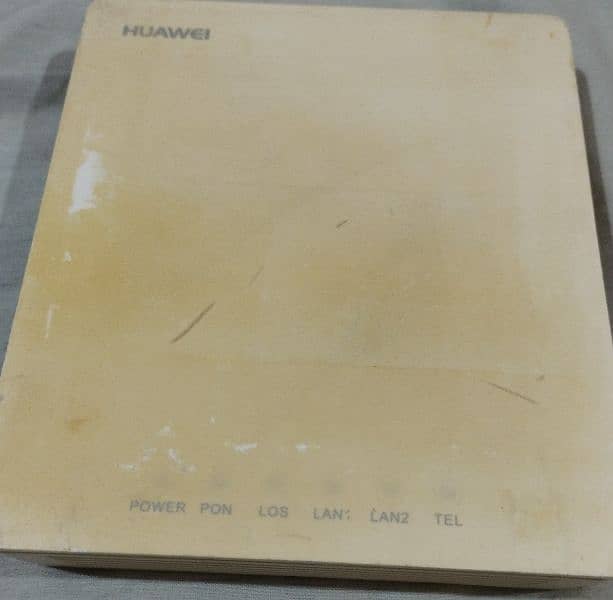 HUAWEI
POWER PON LOS LAN1 LAN2 TEL